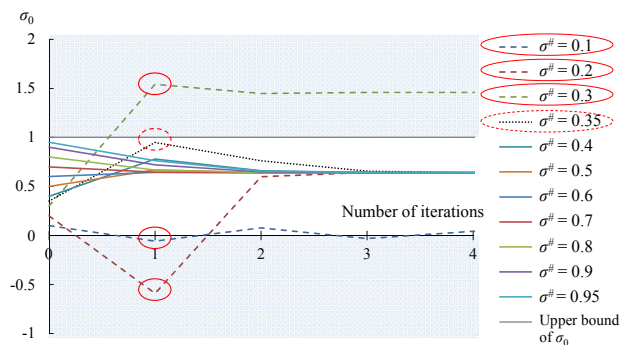 σ₀
2
1.5
1
0.5
0
-0.5
-1
0
1
2
3
4
Number of iterations
σ# = 0.1
σ# = 0.2
σ# = 0.3
σ# = 0.35
σ# = 0.4
σ# = 0.5
σ# = 0.6
σ# = 0.7
σ# = 0.8
σ# = 0.9
σ# = 0.95
Upper bound
of σ₀